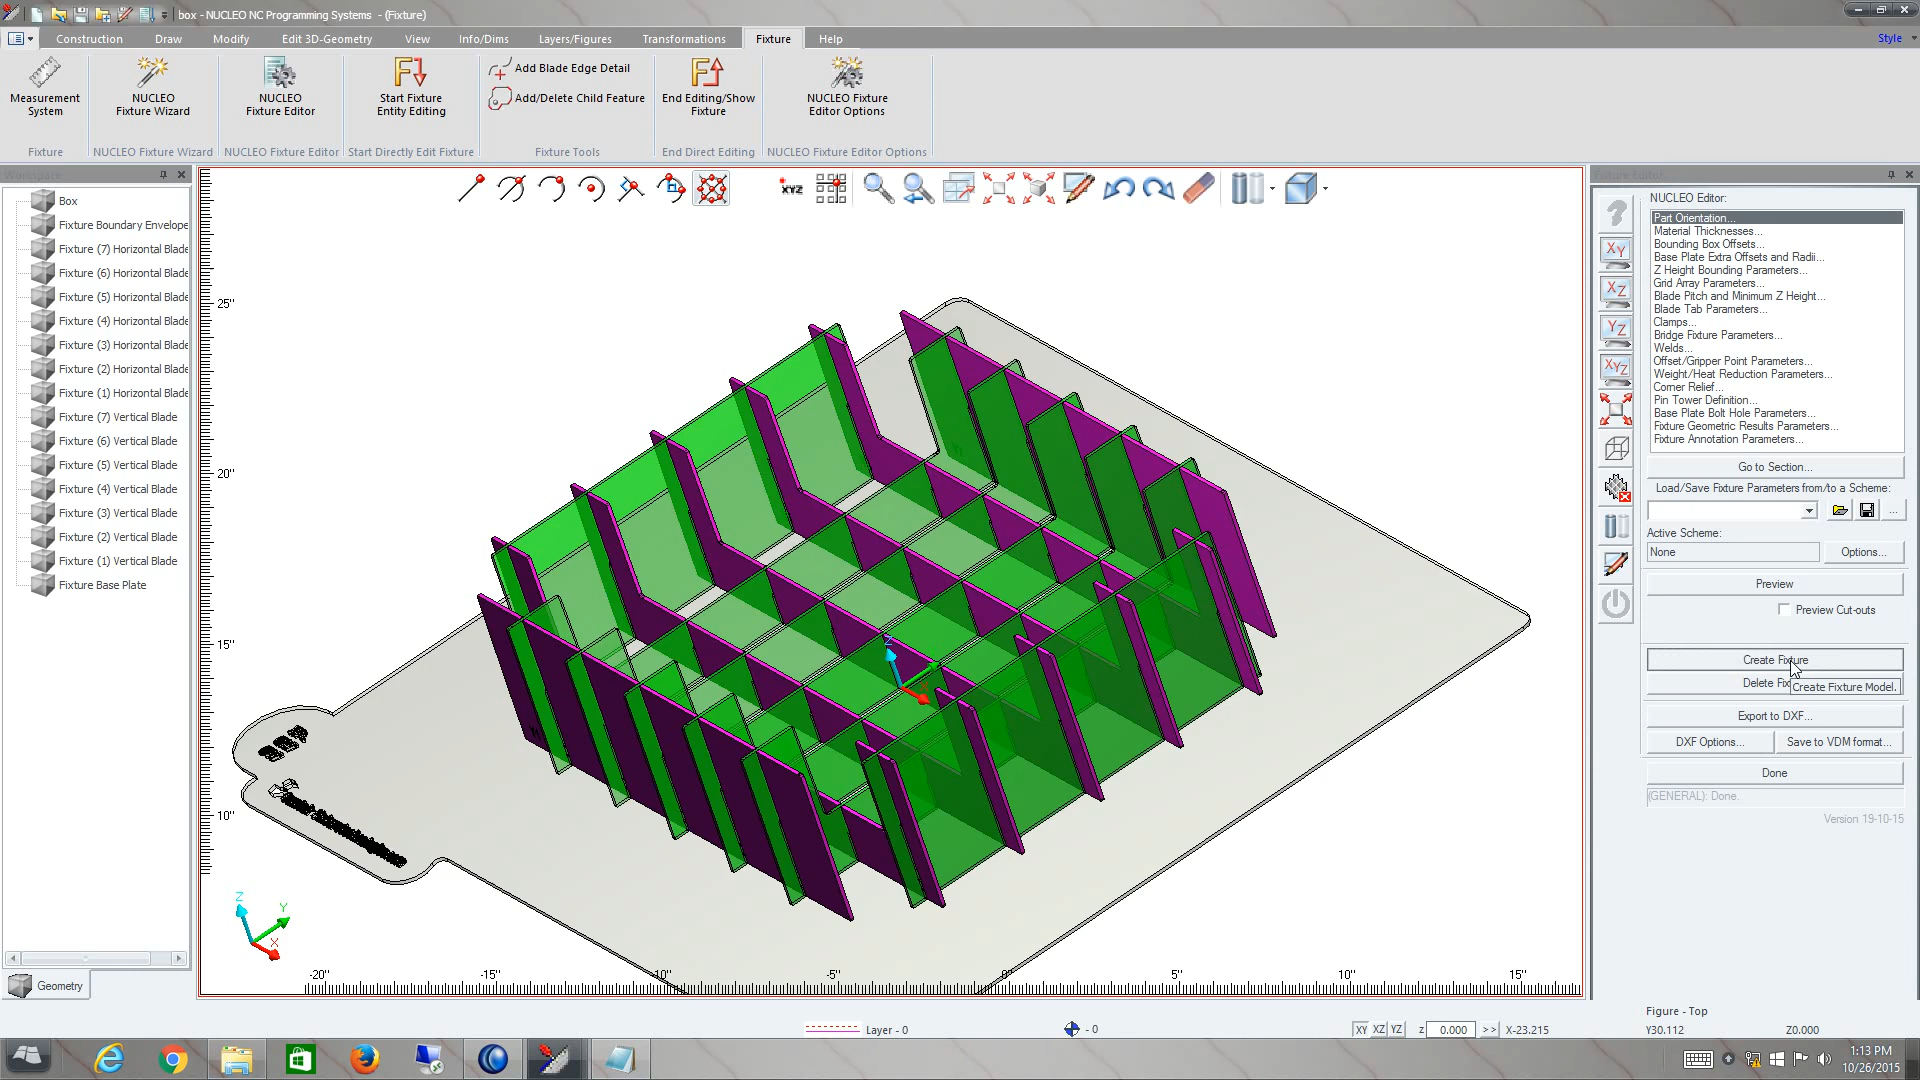 box - NUCLEO NC Programming Systems - (Fixture)
Construction Draw Modify Edit 3D-Geometry View Info/Dims Layers/Figures Transformations Fixture Help
Style
Measurement System
NUCLEO Fixture Wizard
NUCLEO Fixture Editor
Start Fixture Entity Editing
Add Blade Edge Detail
Add/Delete Child Feature
End Editing/Show Fixture
NUCLEO Fixture Editor Options
Fixture
NUCLEO Fixture Wizard
NUCLEO Fixture Editor
Start Directly Edit Fixture
Fixture Tools
End Direct Editing
NUCLEO Fixture Editor Options
Workspace
Box
Fixture Boundary Envelope
Fixture (7) Horizontal Blade
Fixture (6) Horizontal Blade
Fixture (5) Horizontal Blade
Fixture (4) Horizontal Blade
Fixture (3) Horizontal Blade
Fixture (2) Horizontal Blade
Fixture (1) Horizontal Blade
Fixture (7) Vertical Blade
Fixture (6) Vertical Blade
Fixture (5) Vertical Blade
Fixture (4) Vertical Blade
Fixture (3) Vertical Blade
Fixture (2) Vertical Blade
Fixture (1) Vertical Blade
Fixture Base Plate
Geometry
XYZ
25"
20"
15"
10"
Z
Y
X
-20" -15" -10" -5" 0" 5" 10" 15"
Fixture Editor
XY
XZ
YZ
XYZ
NUCLEO Editor:
Part Orientation...
Material Thicknesses...
Bounding Box Offsets...
Base Plate Extra Offsets and Radii...
Z Height Bounding Parameters...
Grid Array Parameters...
Blade Pitch and Minimum Z Height...
Blade Tab Parameters...
Clamps...
Bridge Fixture Parameters...
Welds...
Offset/Gripper Point Parameters...
Weight/Heat Reduction Parameters...
Corner Relief...
Pin Tower Definition...
Base Plate Bolt Hole Parameters...
Fixture Geometric Results Parameters...
Fixture Annotation Parameters...
Go to Section...
Load/Save Fixture Parameters from/to a Scheme:
...
Active Scheme:
None
Options...
Preview
Preview Cut-outs
Create Fixture
Delete Fix
Create Fixture Model.
Export to DXF...
DXF Options...
Save to VDM format...
Done
(GENERAL): Done.
Version 19-10-15
Figure - Top
Layer - 0
- 0
XY XZ YZ
z 0.000 >> X-23.215 Y30.112 Z0.000
1:13 PM
10/26/2015